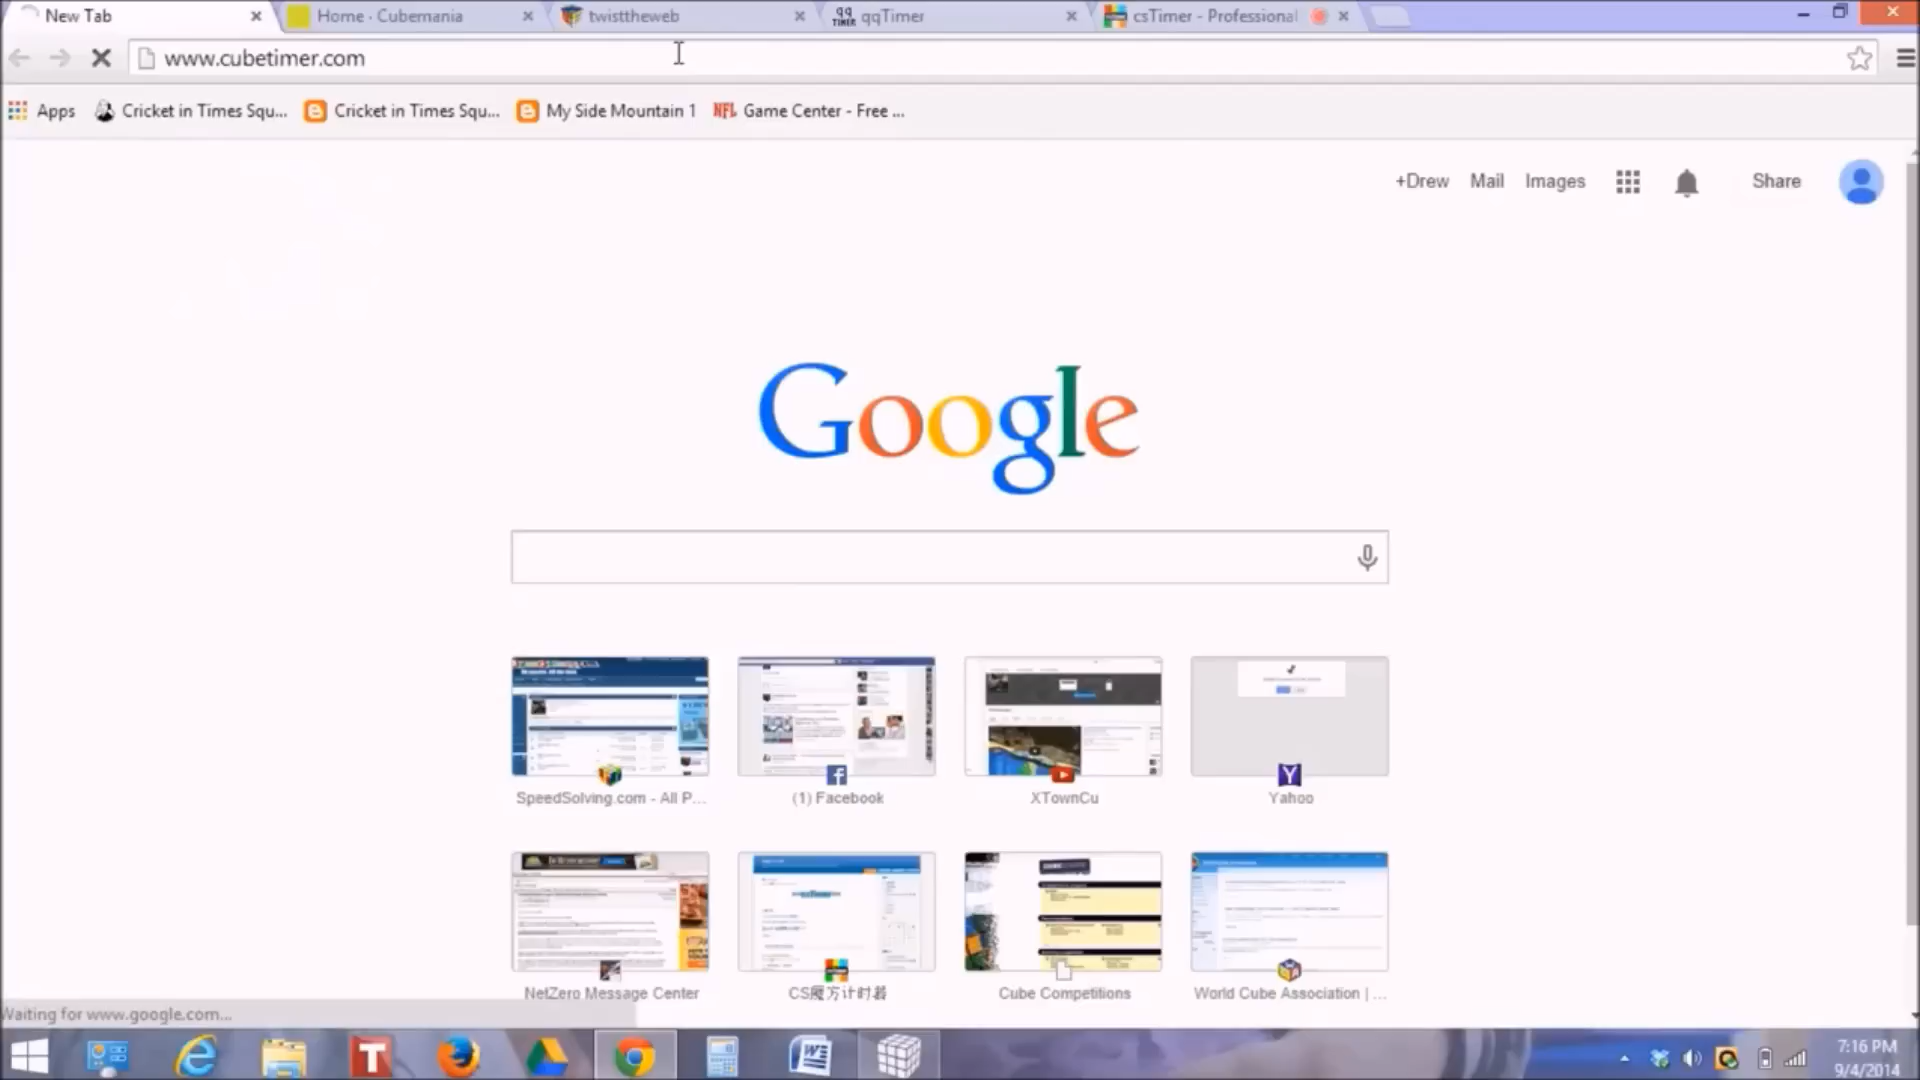 New Tab
Home · Cubemania
twisttheweb
qq TIMER qqTimer
csTimer - Professional
www.cubetimer.com
Apps
Cricket in Times Squ...
Cricket in Times Squ...
My Side Mountain 1
NFL Game Center - Free ...
+Drew Mail Images Share
Google
SpeedSolving.com - All P...
(1) Facebook
XTownCu
Yahoo
NetZero Message Center
CS魔方计时器
Cube Competitions
World Cube Association | ...
Waiting for www.google.com...
7:16 PM
9/4/2014